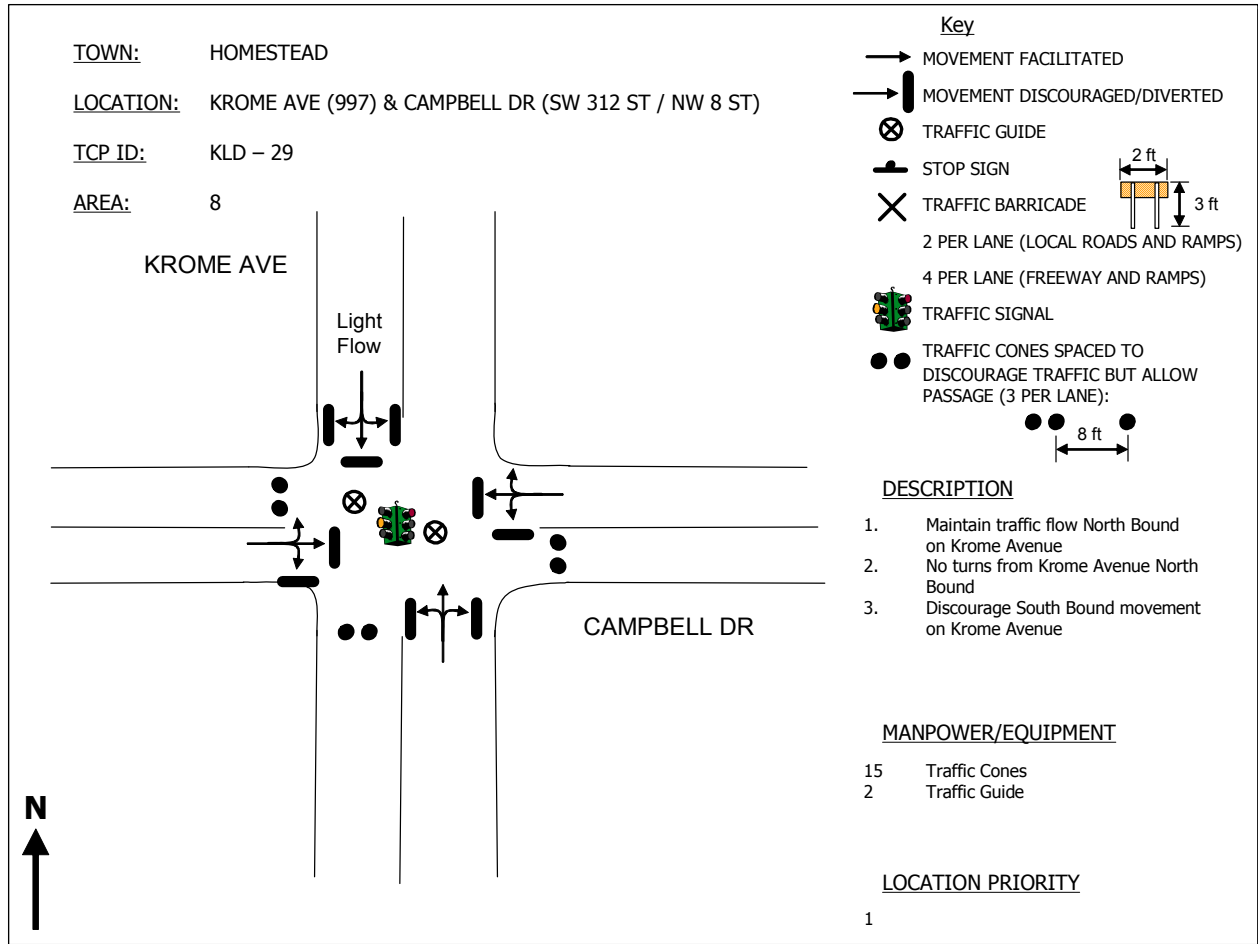 TOWN: HOMESTEAD
LOCATION: KROME AVE (997) & CAMPBELL DR (SW 312 ST / NW 8 ST)
TCP ID: KLD – 29
AREA: 8
KROME AVE
Light
Flow
CAMPBELL DR
N
Key
MOVEMENT FACILITATED
MOVEMENT DISCOURAGED/DIVERTED
TRAFFIC GUIDE
STOP SIGN
TRAFFIC BARRICADE
2 ft
3 ft
2 PER LANE (LOCAL ROADS AND RAMPS)
4 PER LANE (FREEWAY AND RAMPS)
TRAFFIC SIGNAL
TRAFFIC CONES SPACED TO
DISCOURAGE TRAFFIC BUT ALLOW
PASSAGE (3 PER LANE):
8 ft
DESCRIPTION
1. Maintain traffic flow North Bound
on Krome Avenue
2. No turns from Krome Avenue North
Bound
3. Discourage South Bound movement
on Krome Avenue
MANPOWER/EQUIPMENT
15 Traffic Cones
2 Traffic Guide
LOCATION PRIORITY
1